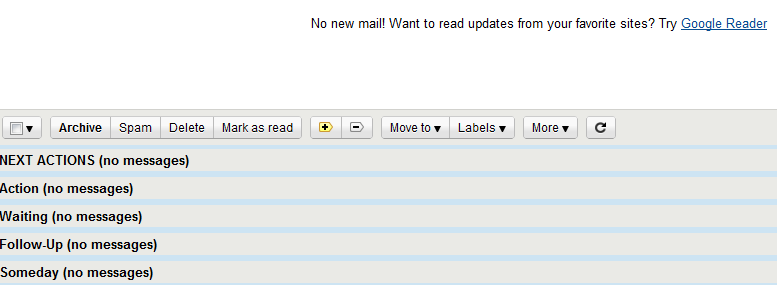 No new mail! Want to read updates from your favorite sites? Try Google Reader
Archive Spam Delete Mark as read Move to Labels More
NEXT ACTIONS (no messages)
Action (no messages)
Waiting (no messages)
Follow-Up (no messages)
Someday (no messages)